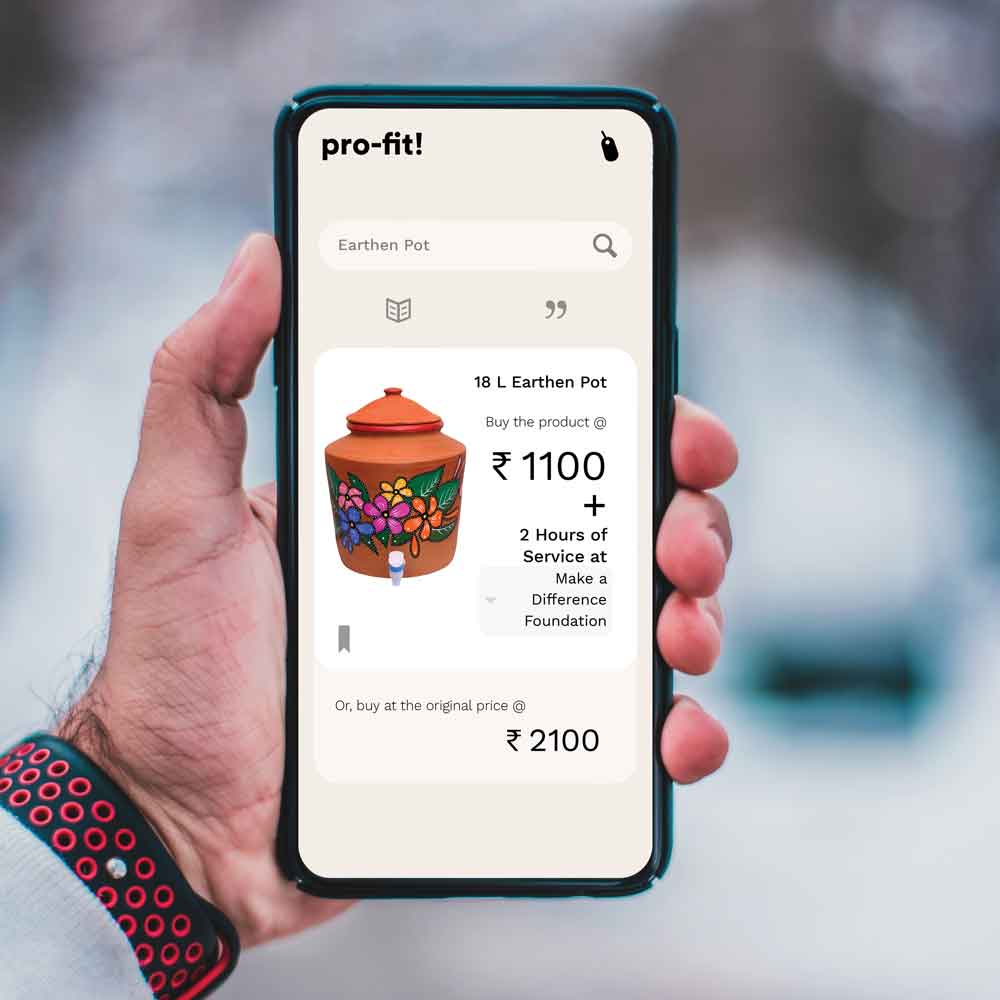 pro-fit!
Earthen Pot
18 L Earthen Pot
Buy the product @
₹ 1100
+
2 Hours of
Service at
Make a
Difference
Foundation
Or, buy at the original price @
₹ 2100